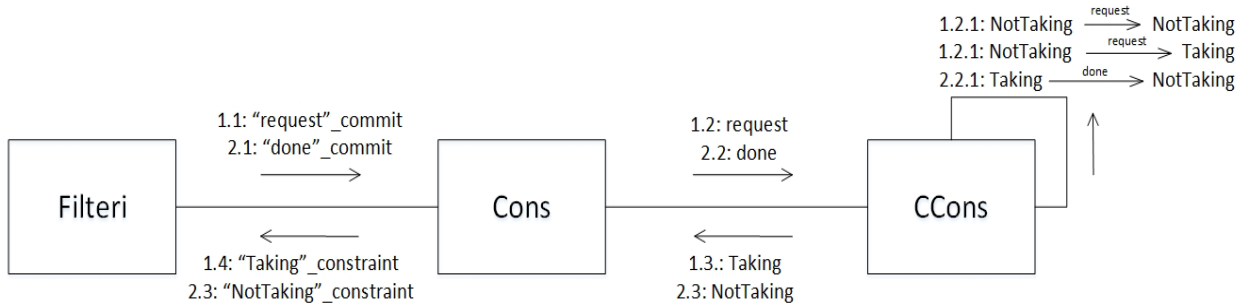 1.2.1: NotTaking request NotTaking
1.2.1: NotTaking request Taking
2.2.1: Taking done NotTaking
1.1: “request”_commit
2.1: “done”_commit
1.2: request
2.2: done
Filteri
Cons
CCons
1.4: “Taking”_constraint
2.3: “NotTaking”_constraint
1.3.: Taking
2.3: NotTaking